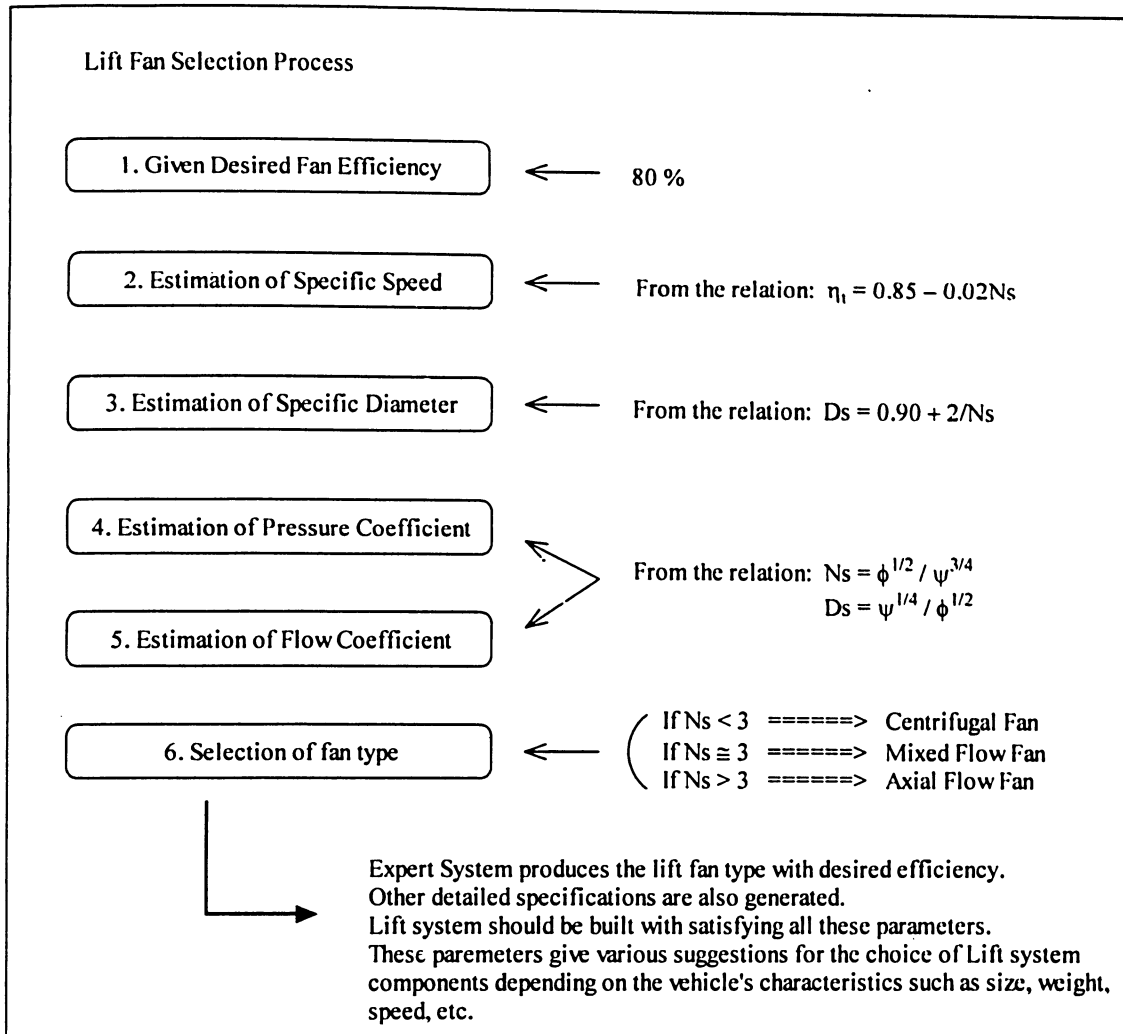 Lift Fan Selection Process
1. Given Desired Fan Efficiency
80 %
2. Estimation of Specific Speed
From the relation: ηt = 0.85 – 0.02Ns
3. Estimation of Specific Diameter
From the relation: Ds = 0.90 + 2/Ns
4. Estimation of Pressure Coefficient
5. Estimation of Flow Coefficient
From the relation: Ns = ϕ^1/2 / ψ^3/4
Ds = ψ^1/4 / ϕ^1/2
6. Selection of fan type
If Ns < 3 ======> Centrifugal Fan
If Ns ≅ 3 ======> Mixed Flow Fan
If Ns > 3 ======> Axial Flow Fan
Expert System produces the lift fan type with desired efficiency.
Other detailed specifications are also generated.
Lift system should be built with satisfying all these parameters.
These paremeters give various suggestions for the choice of Lift system
components depending on the vehicle's characteristics such as size, weight,
speed, etc.